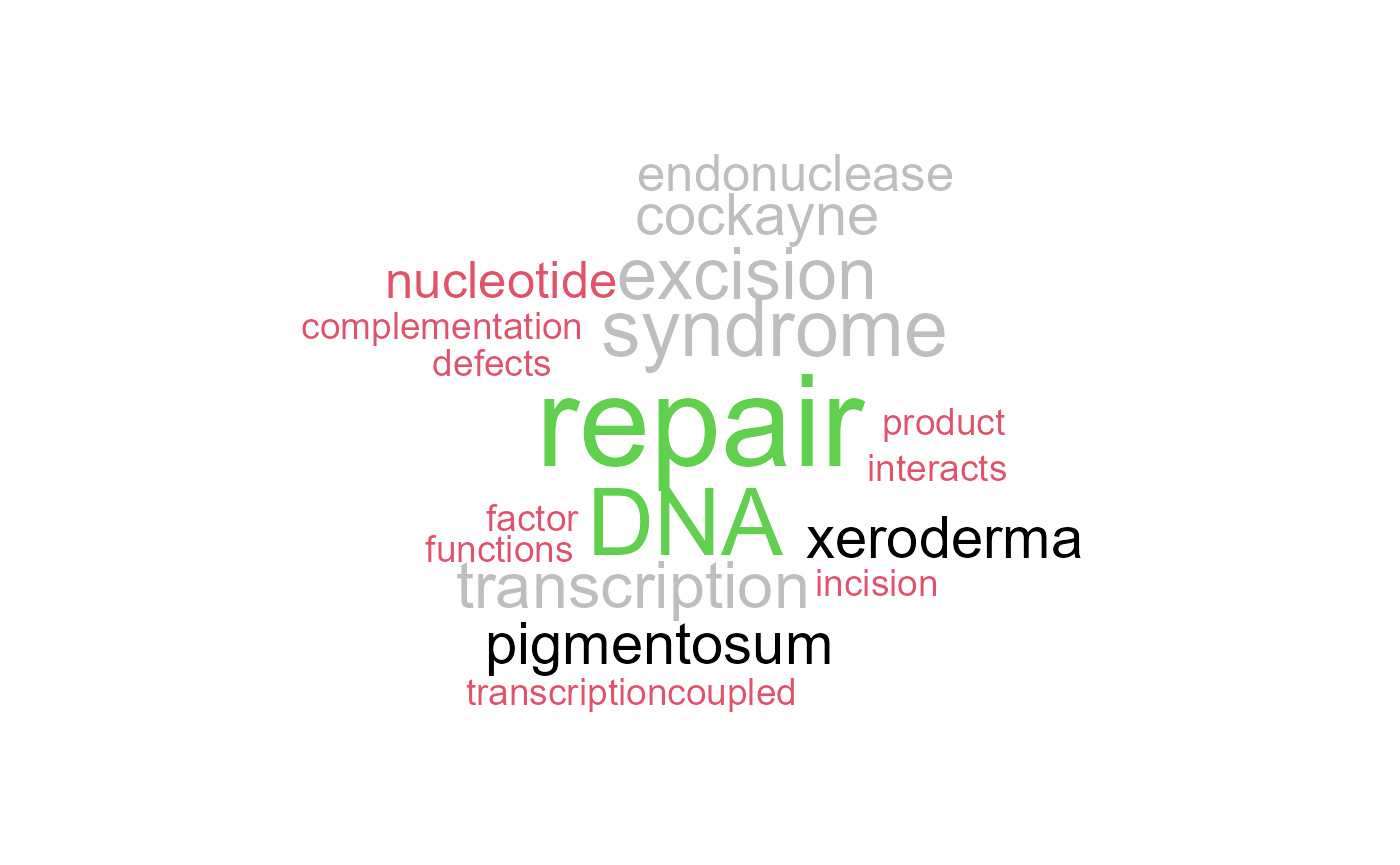 endonuclease
cockayne
nucleotide excision
complementation syndrome
defects
repair product
interacts
factor DNA xeroderma
functions
transcription incision
pigmentosum
transcriptioncoupled